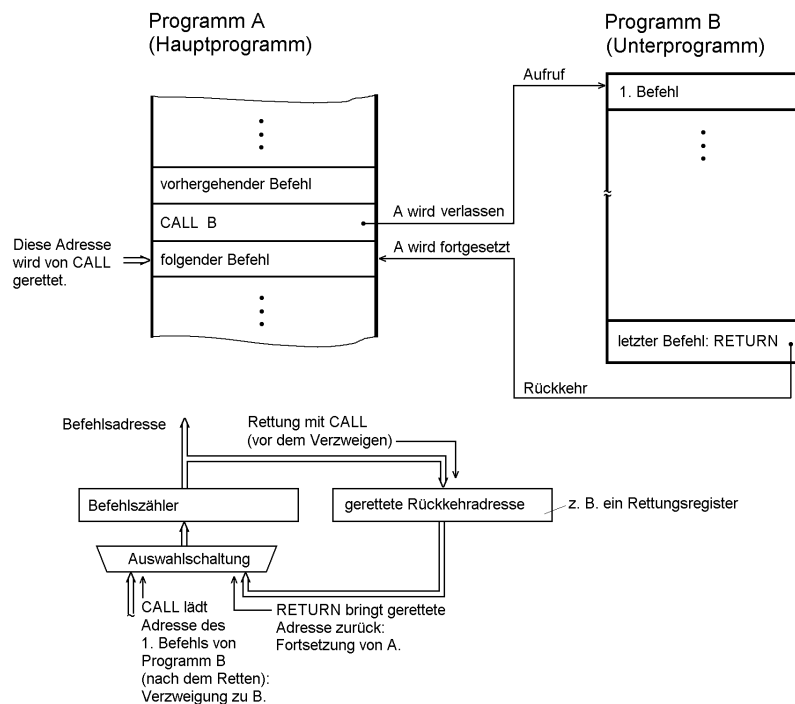 Programm A
(Hauptprogramm)
Programm B
(Unterprogramm)
Aufruf
1. Befehl
vorhergehender Befehl
CALL B
A wird verlassen
Diese Adresse
wird von CALL
gerettet.
folgender Befehl
A wird fortgesetzt
letzter Befehl: RETURN
Rückkehr
Befehlsadresse
Rettung mit CALL
(vor dem Verzweigen)
Befehlszähler
gerettete Rückkehradresse
z. B. ein Rettungsregister
Auswahlschaltung
CALL lädt
Adresse des
1. Befehls von
Programm B
(nach dem Retten):
Verzweigung zu B.
RETURN bringt gerettete
Adresse zurück:
Fortsetzung von A.